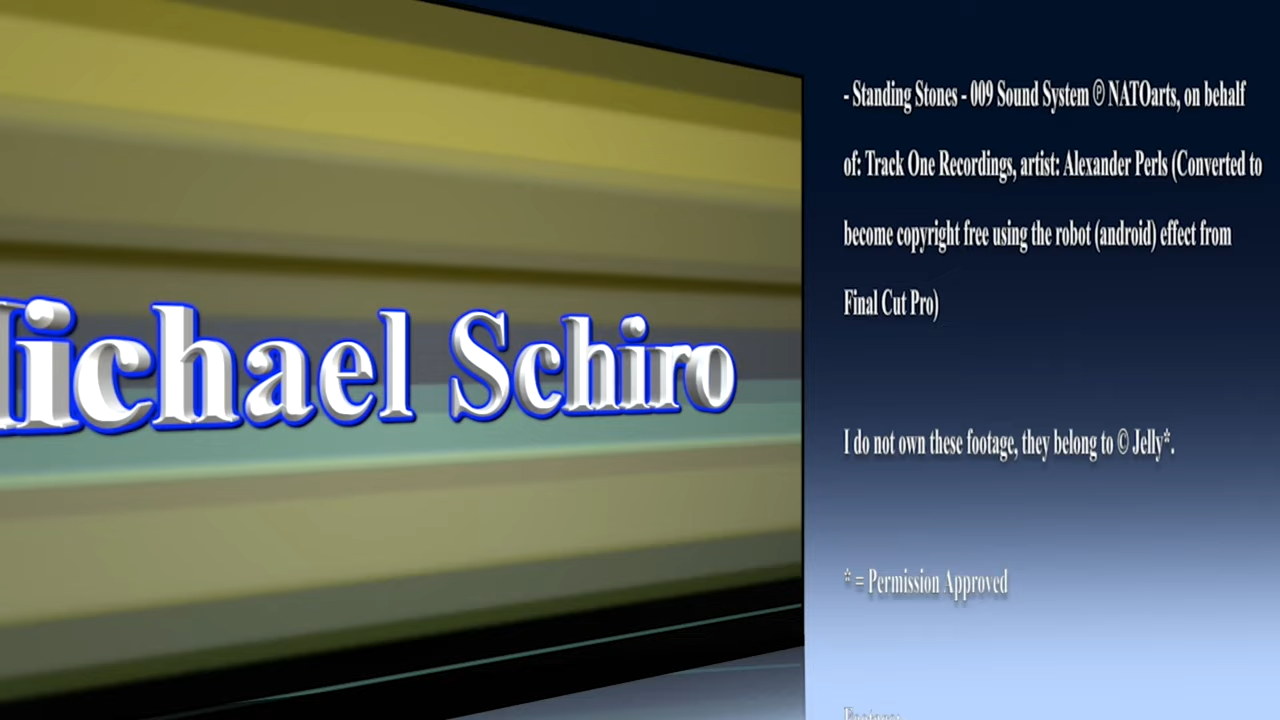 Michael Schiro
- Standing Stones - 009 Sound System ℗ NATOarts, on behalf
of: Track One Recordings, artist: Alexander Perls (Converted to
become copyright free using the robot (android) effect from
Final Cut Pro)
I do not own these footage, they belong to © Jelly*.
* = Permission Approved